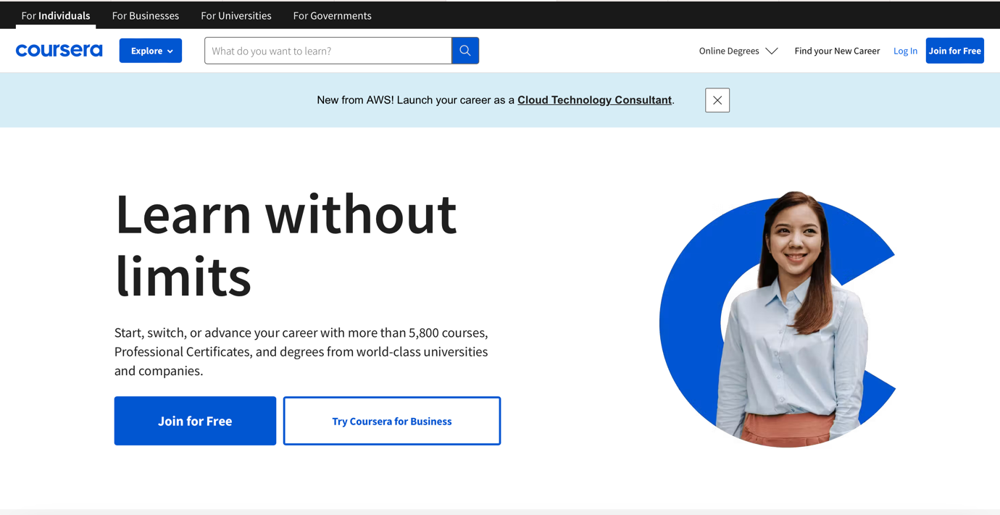 For Individuals For Businesses For Universities For Governments
coursera Explore What do you want to learn? Online Degrees Find your New Career Log In Join for Free
New from AWS! Launch your career as a Cloud Technology Consultant.
Learn without
limits
Start, switch, or advance your career with more than 5,800 courses,
Professional Certificates, and degrees from world-class universities
and companies.
Join for Free Try Coursera for Business